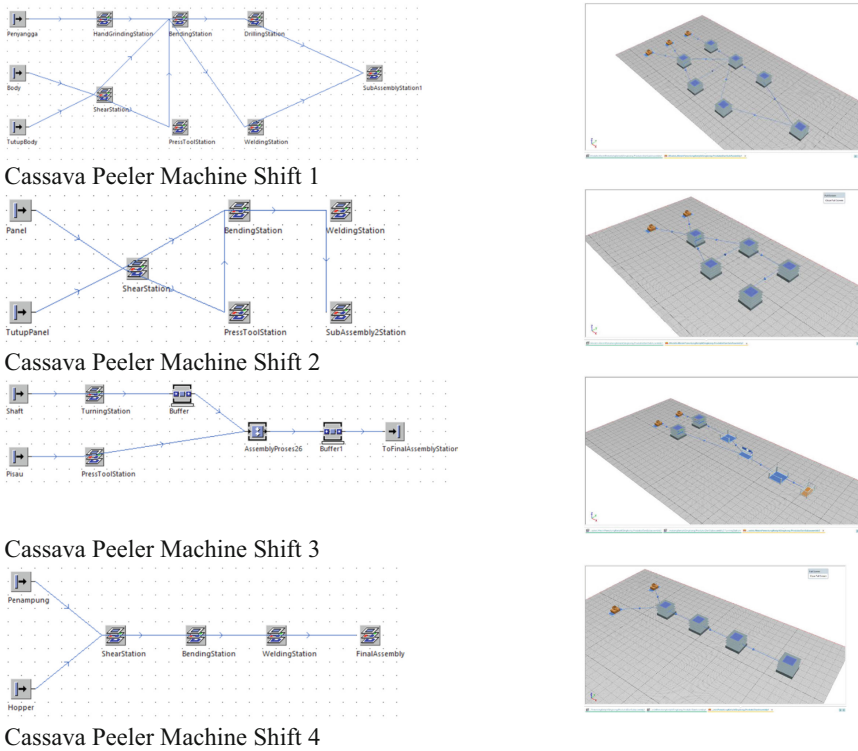 Penyangga HandGrindingStation BendingStation DrillingStation
Body SubAssemblyStation1
ShearStation
TutupBody PressToolStation WeldingStation
Cassava Peeler Machine Shift 1
Panel BendingStation WeldingStation
ShearStation
TutupPanel PressToolStation SubAssembly2Station
Cassava Peeler Machine Shift 2
Shaft TurningStation Buffer
AssemblyProses26 Buffer1 ToFinalAssemblyStation
Pisau PressToolStation
Cassava Peeler Machine Shift 3
Penampung
ShearStation BendingStation WeldingStation FinalAssembly
Hopper
Cassava Peeler Machine Shift 4